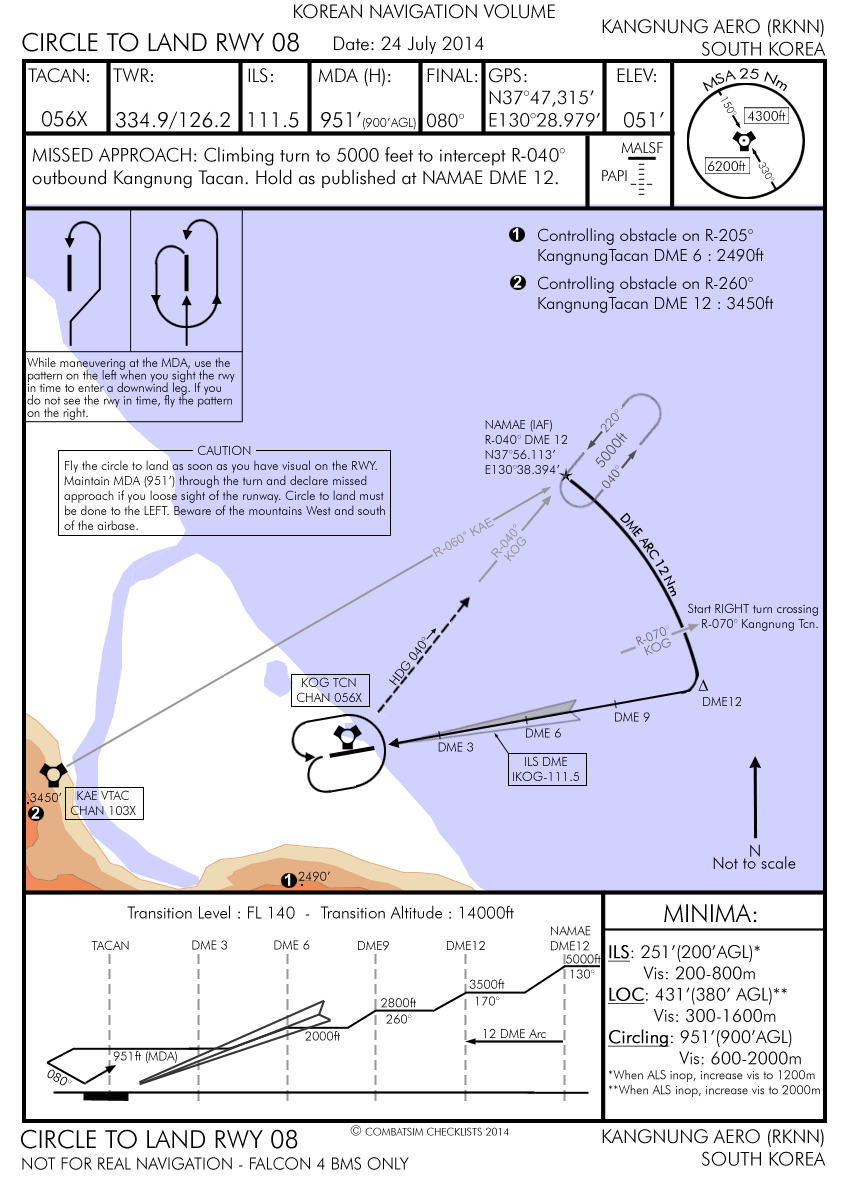 KOREAN NAVIGATION VOLUME
CIRCLE TO LAND RWY 08
Date: 24 July 2014
KANGNUNG AERO (RKNN)
SOUTH KOREA
TACAN:
056X
TWR:
334.9/126.2
ILS:
111.5
MDA (H):
951’(900’AGL)
FINAL:
080°
GPS:
N37°47,315’
E130°28.979’
ELEV:
051’
MSA 25 Nm
150°
4300ft
6200ft
330°
MISSED APPROACH: Climbing turn to 5000 feet to intercept R-040°
outbound Kangnung Tacan. Hold as published at NAMAE DME 12.
MALSF
PAPI
1 Controlling obstacle on R-205°
KangnungTacan DME 6 : 2490ft
2 Controlling obstacle on R-260°
KangnungTacan DME 12 : 3450ft
While maneuvering at the MDA, use the
pattern on the left when you sight the rwy
in time to enter a downwind leg. If you
do not see the rwy in time, fly the pattern
on the right.
CAUTION
Fly the circle to land as soon as you have visual on the RWY.
Maintain MDA (951’) through the turn and declare missed
approach if you loose sight of the runway. Circle to land must
be done to the LEFT. Beware of the mountains West and south
of the airbase.
NAMAE (IAF)
R-040° DME 12
N37°56.113’
E130°38.394’
220°
5000ft
040°
R-060° KAE
R-040°
KOG
DME ARC 12 Nm
Start RIGHT turn crossing
R-070° Kangnung Tcn.
R-070°
KOG
HDG 040°
KOG TCN
CHAN 056X
DME12
DME 9
DME 6
DME 3
ILS DME
IKOG-111.5
KAE VTAC
CHAN 103X
3450’
2
1
2490’
N
Not to scale
Transition Level : FL 140 - Transition Altitude : 14000ft
TACAN
DME 3
DME 6
DME9
DME12
NAMAE
DME12
5000ft
130°
3500ft
170°
2800ft
260°
2000ft
12 DME Arc
951ft (MDA)
080°
MINIMA:
ILS: 251’(200’AGL)*
Vis: 200-800m
LOC: 431’(380’ AGL)**
Vis: 300-1600m
Circling: 951’(900’AGL)
Vis: 600-2000m
*When ALS inop, increase vis to 1200m
**When ALS inop, increase vis to 2000m
CIRCLE TO LAND RWY 08
© COMBATSIM CHECKLISTS 2014
KANGNUNG AERO (RKNN)
NOT FOR REAL NAVIGATION - FALCON 4 BMS ONLY
SOUTH KOREA